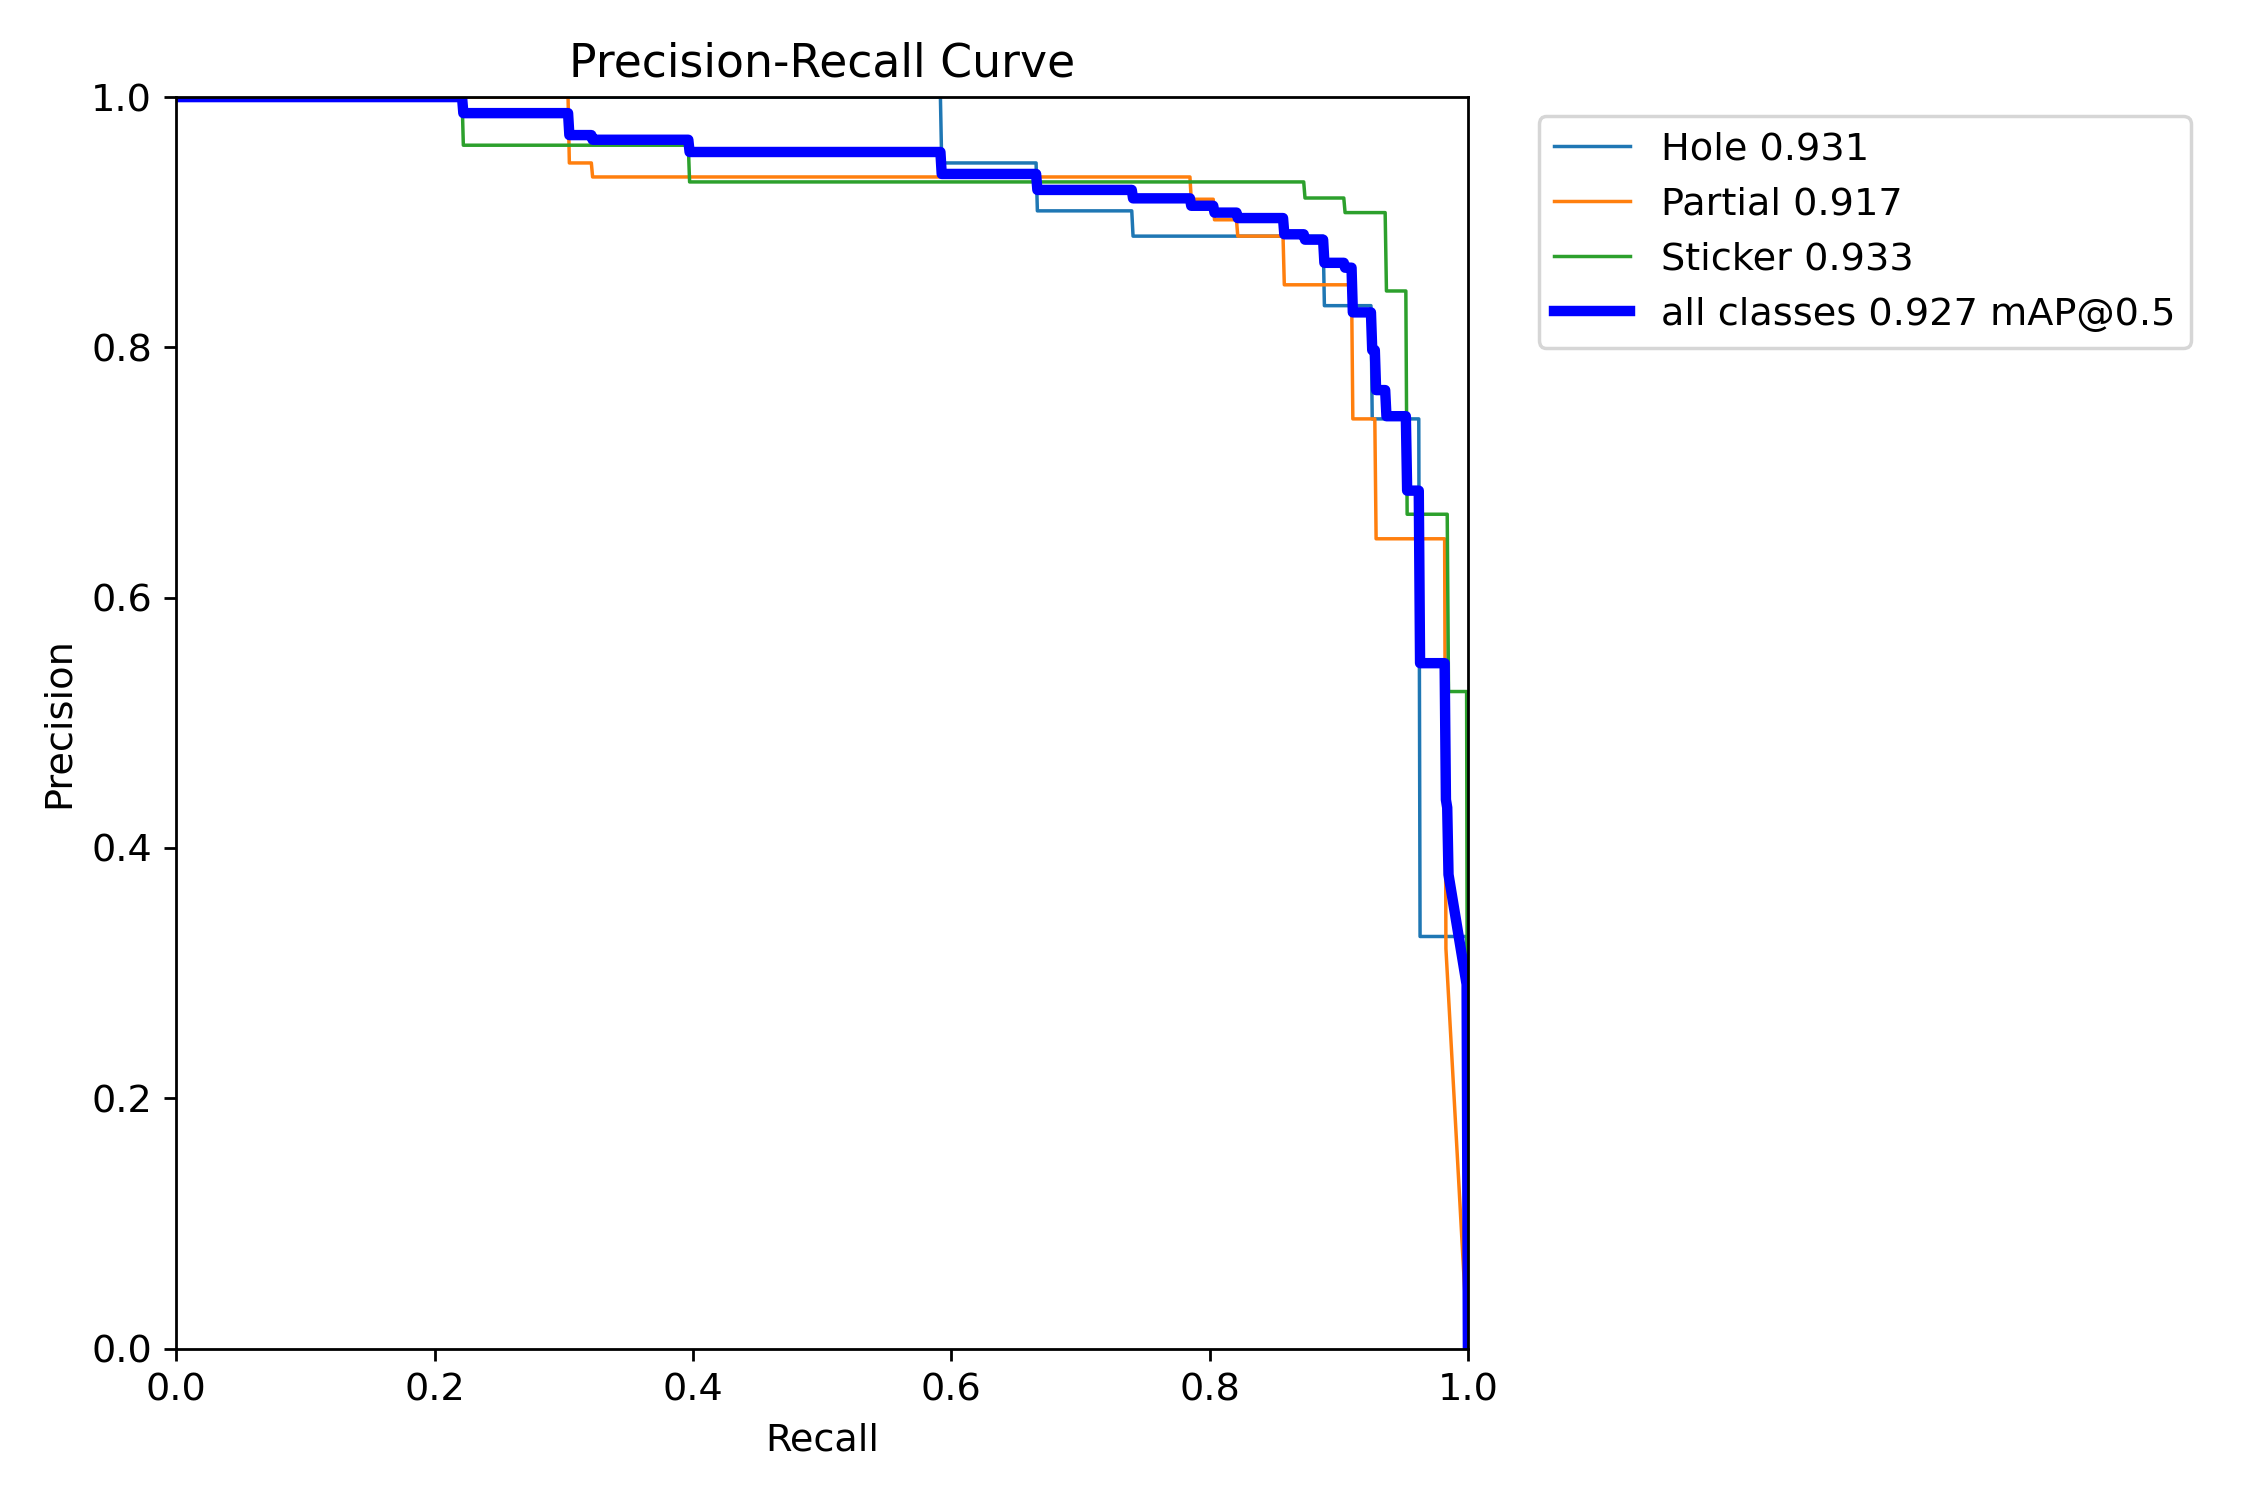 Precision-Recall Curve
1.0
0.8
0.6
0.4
0.2
0.0
Precision
0.0 0.2 0.4 0.6 0.8 1.0
Recall
Hole 0.931
Partial 0.917
Sticker 0.933
all classes 0.927 mAP@0.5